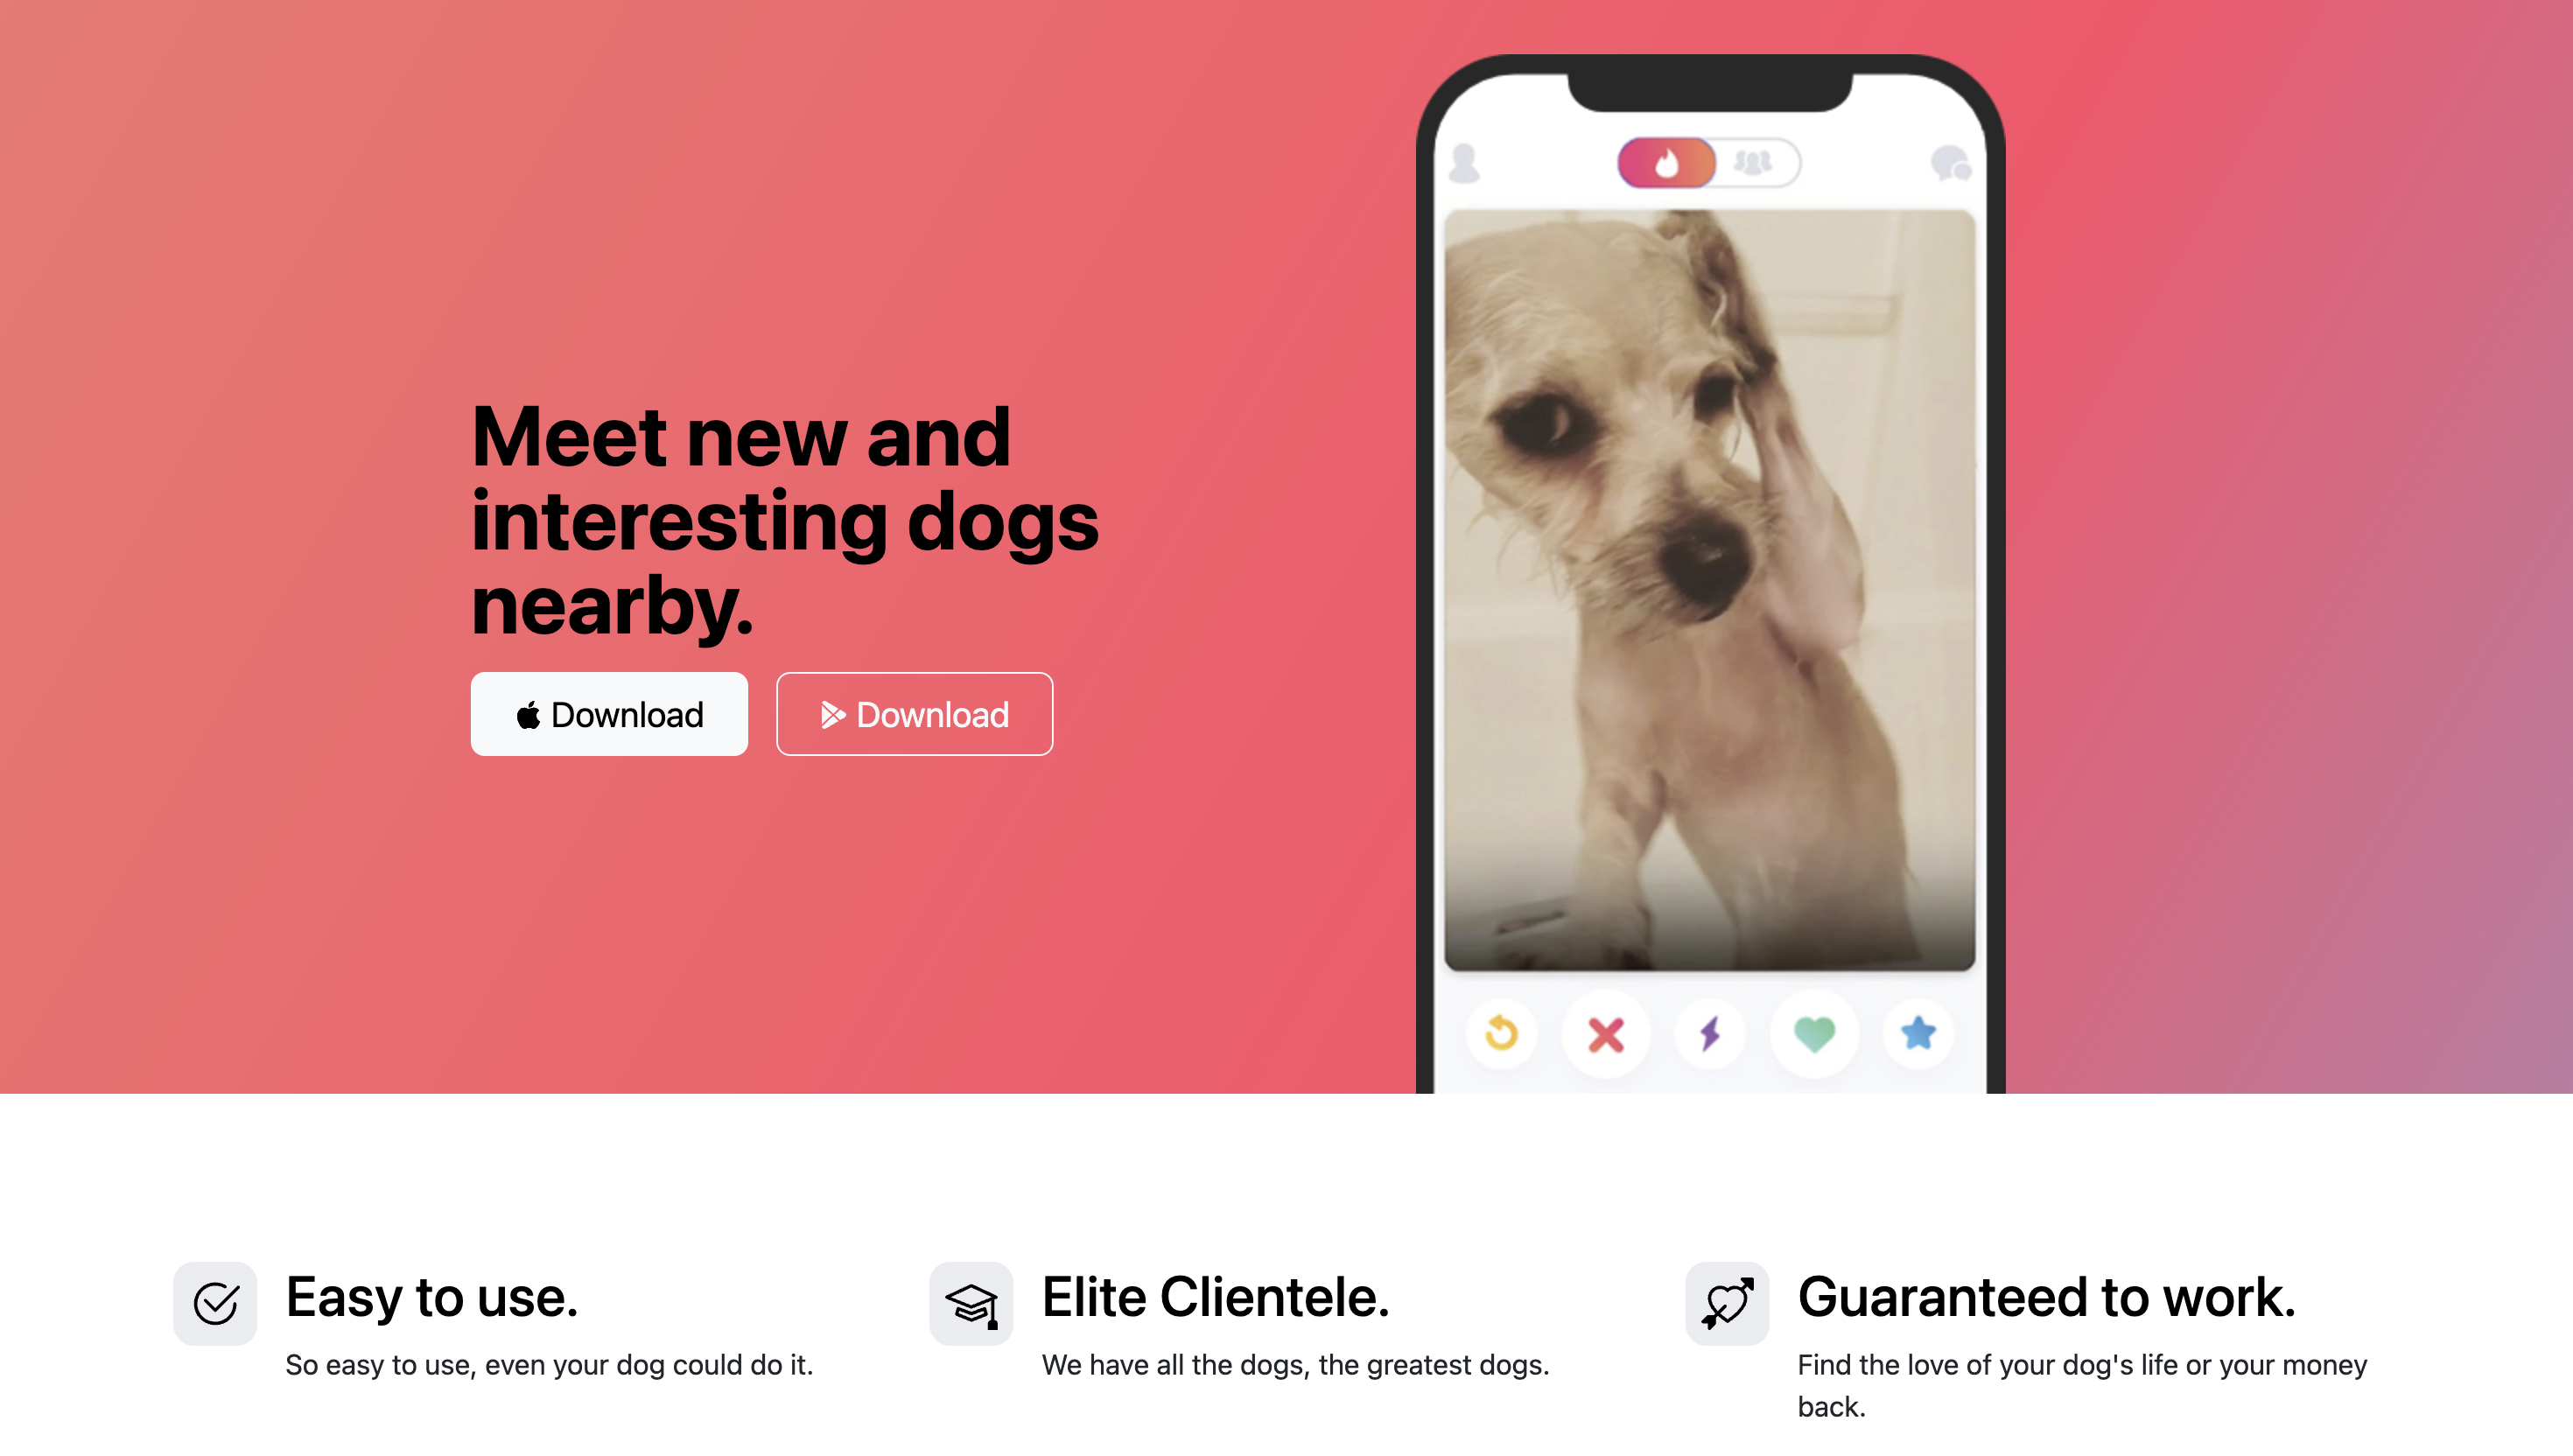 Meet new and
interesting dogs
nearby.
Download
Download
Easy to use.
So easy to use, even your dog could do it.
Elite Clientele.
We have all the dogs, the greatest dogs.
Guaranteed to work.
Find the love of your dog's life or your money
back.